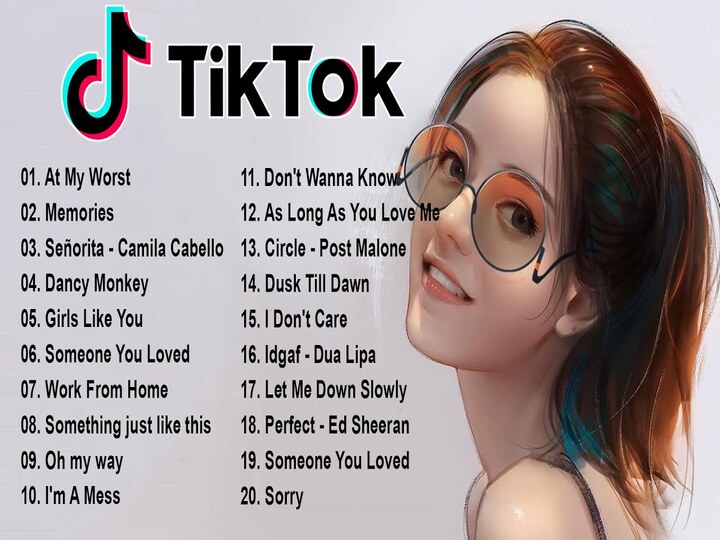 TikTok
01. At My Worst
02. Memories
03. Señorita - Camila Cabello
04. Dancy Monkey
05. Girls Like You
06. Someone You Loved
07. Work From Home
08. Something just like this
09. Oh my way
10. I'm A Mess
11. Don't Wanna Know
12. As Long As You Love Me
13. Circle - Post Malone
14. Dusk Till Dawn
15. I Don't Care
16. Idgaf - Dua Lipa
17. Let Me Down Slowly
18. Perfect - Ed Sheeran
19. Someone You Loved
20. Sorry